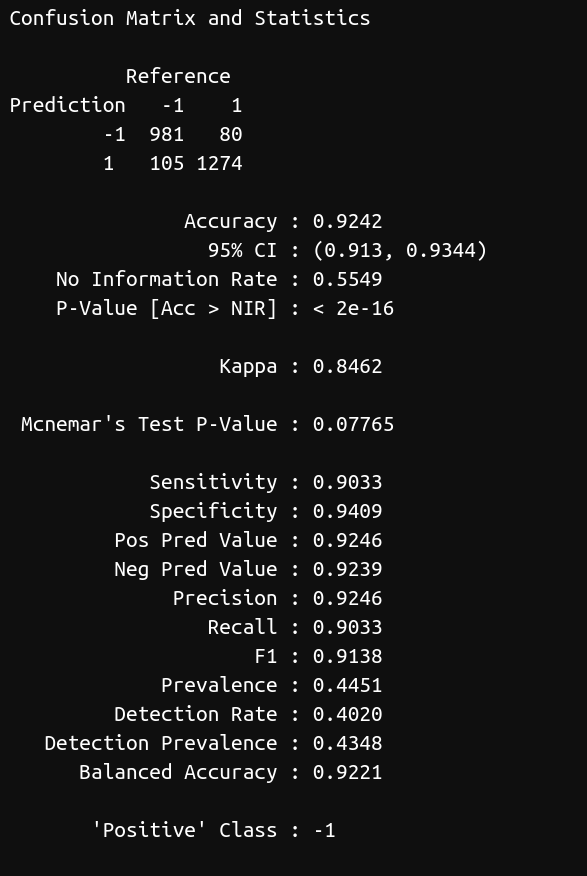 Confusion Matrix and Statistics
Reference
Prediction -1 1
-1 981 80
1 105 1274
Accuracy : 0.9242
95% CI : (0.913, 0.9344)
No Information Rate : 0.5549
P-Value [Acc > NIR] : < 2e-16
Kappa : 0.8462
Mcnemar's Test P-Value : 0.07765
Sensitivity : 0.9033
Specificity : 0.9409
Pos Pred Value : 0.9246
Neg Pred Value : 0.9239
Precision : 0.9246
Recall : 0.9033
F1 : 0.9138
Prevalence : 0.4451
Detection Rate : 0.4020
Detection Prevalence : 0.4348
Balanced Accuracy : 0.9221
'Positive' Class : -1